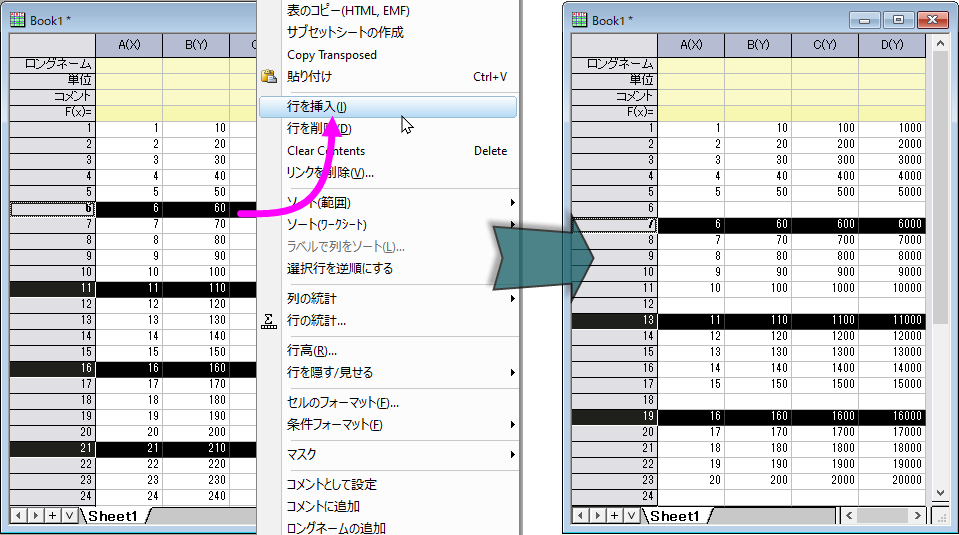 Book1 *
A(X) B(Y) C
ロングネーム
単位
コメント
F(x)=
1 1 10
2 2 20
3 3 30
4 4 40
5 5 50
6 6 60
7 7 70
8 8 80
9 9 90
10 10 100
11 11 110
12 12 120
13 13 130
14 14 140
15 15 150
16 16 160
17 17 170
18 18 180
19 19 190
20 20 200
21 21 210
22 22 220
23 23 230
24 24 240
Sheet1
表のコピー(HTML, EMF)
サブセットシートの作成
Copy Transposed
貼り付け Ctrl+V
行を挿入(I)
行を削除(D)
Clear Contents Delete
リンクを削除(V)...
ソート(範囲)
ソート(ワークシート)
ラベルで列をソート(L)...
選択行を逆順にする
列の統計
行の統計...
行高(R)...
行を隠す/見せる
セルのフォーマット(F)...
条件フォーマット(F)
マスク
コメントとして設定
コメントに追加
ロングネームの追加
Book1 *
A(X) B(Y) C(Y) D(Y)
ロングネーム
単位
コメント
F(x)=
1 1 10 100 1000
2 2 20 200 2000
3 3 30 300 3000
4 4 40 400 4000
5 5 50 500 5000
6
7 6 60 600 6000
8 7 70 700 7000
9 8 80 800 8000
10 9 90 900 9000
11 10 100 1000 10000
12
13 11 110 1100 11000
14 12 120 1200 12000
15 13 130 1300 13000
16 14 140 1400 14000
17 15 150 1500 15000
18
19 16 160 1600 16000
20 17 170 1700 17000
21 18 180 1800 18000
22 19 190 1900 19000
23 20 200 2000 20000
24
Sheet1